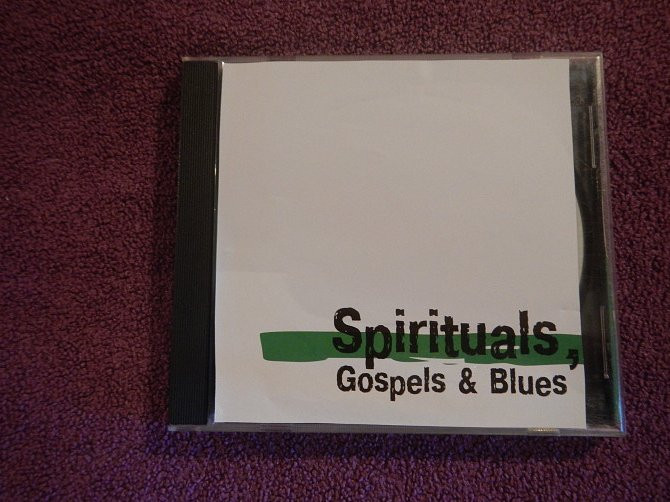 Spirituals,
Gospels & Blues